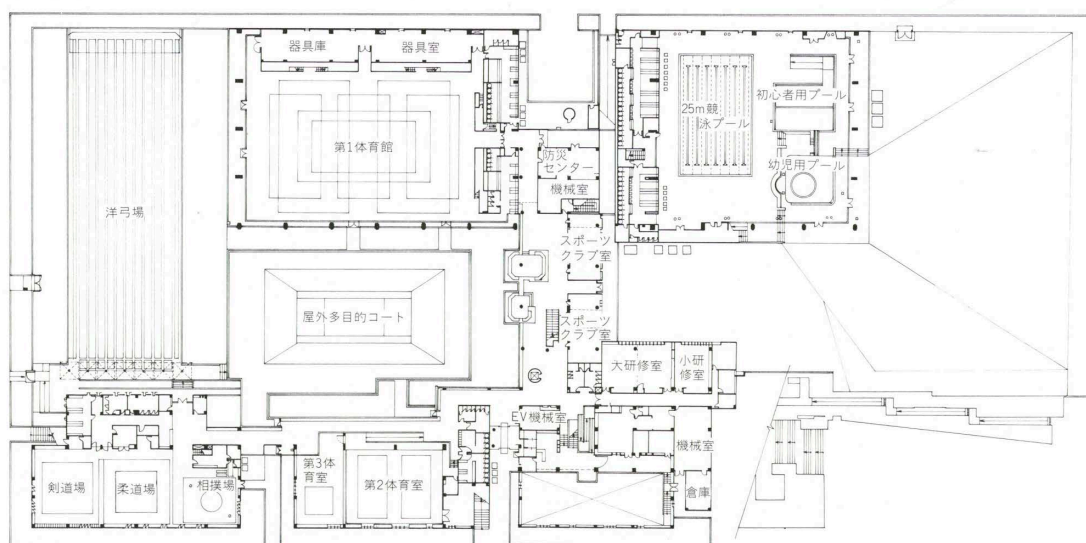 器具庫
器具室
第1体育館
洋弓場
屋外多目的コート
防災
センター
機械室
スポーツ
クラブ室
スポーツ
クラブ室
25m競
泳プール
初心者用プール
幼児用プール
大研修室
小研
修室
EV機械室
機械室
倉庫
剣道場
柔道場
相撲場
第3体
育室
第2体育室